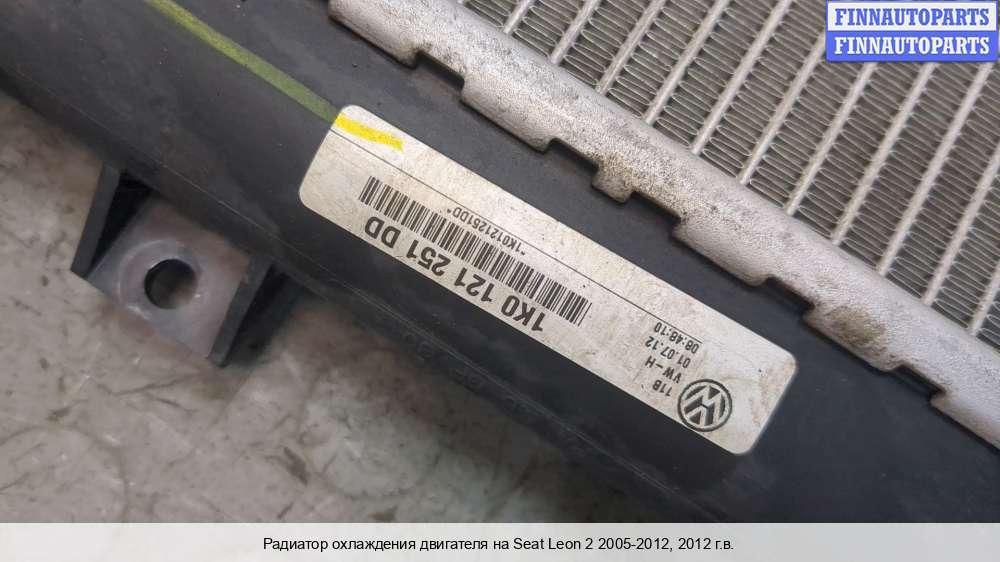 FINNAUTOPARTS
FINNAUTOPARTS
118
VW-H
01.07.12
08:48:10
1K0 121 251 DD
*1K0121251DD*
Радиатор охлаждения двигателя на Seat Leon 2 2005-2012, 2012 г.в.